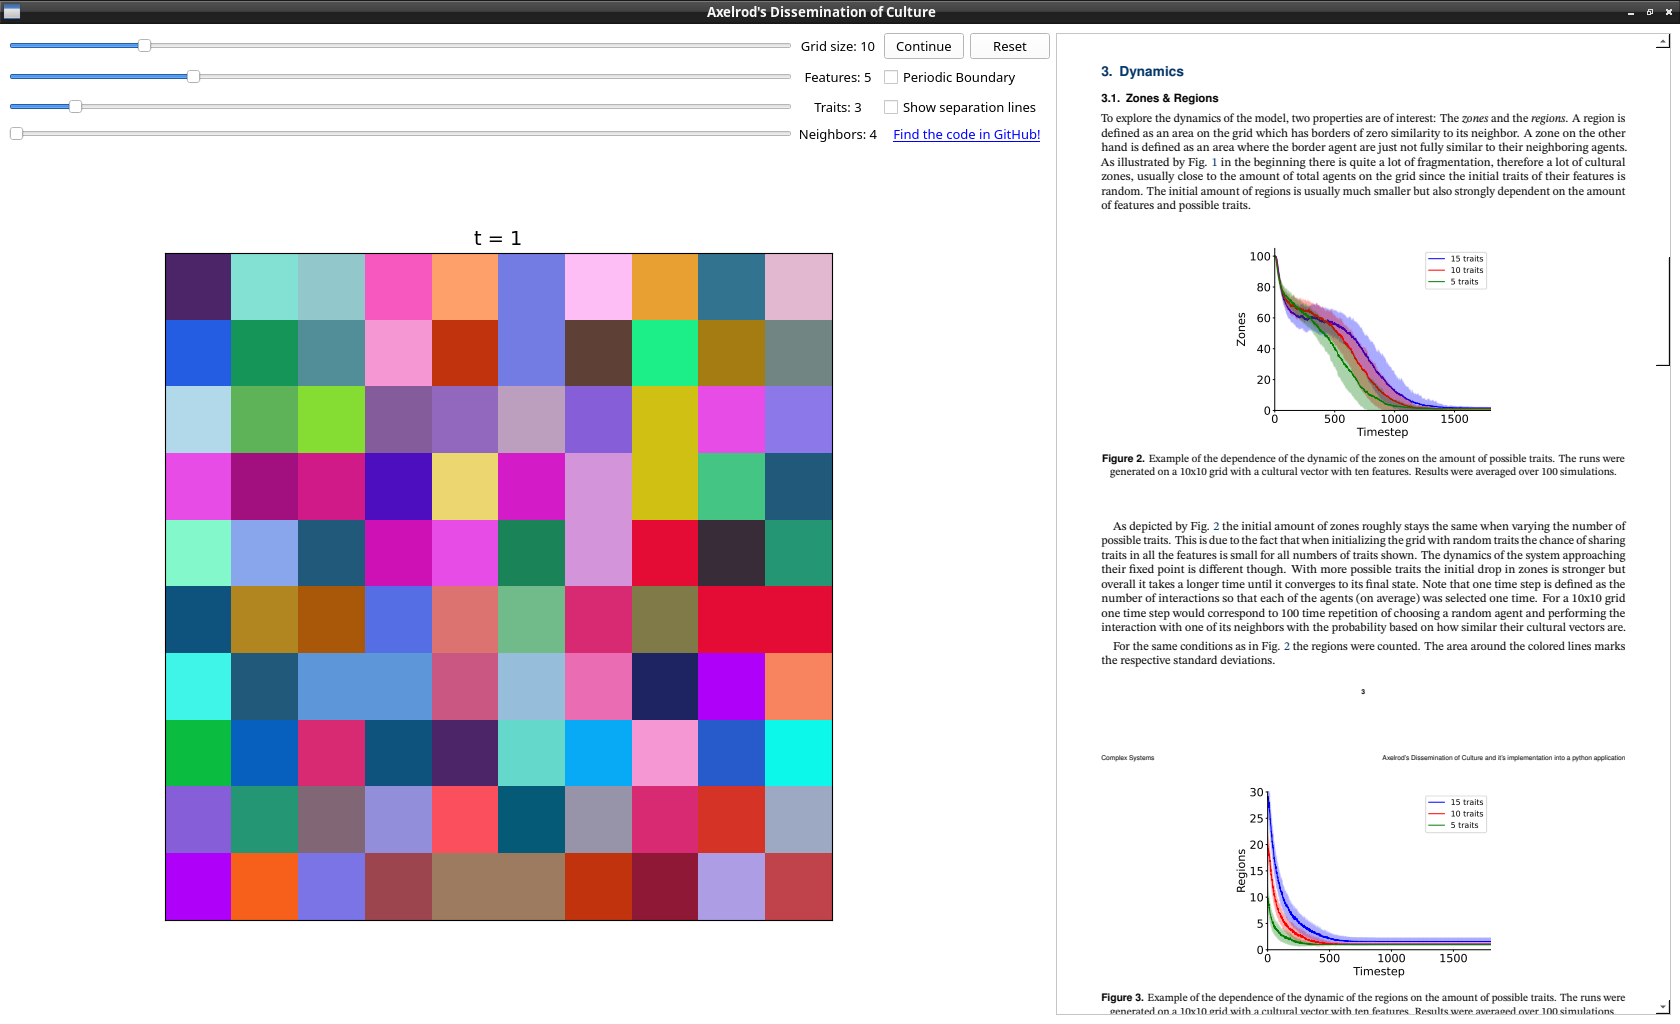 Axelrod's Dissemination of Culture
Grid size: 10
Continue
Reset
Features: 5
Periodic Boundary
Traits: 3
Show separation lines
Neighbors: 4
Find the code in GitHub!
t = 1
3. Dynamics
3.1. Zones & Regions
To explore the dynamics of the model, two properties are of interest: The zones and the regions. A region is
defined as an area on the grid which has borders of zero similarity to its neighbor. A zone on the other
hand is defined as an area where the border agent are just not fully similar to their neighboring agents.
As illustrated by Fig. 1 in the beginning there is quite a lot of fragmentation, therefore a lot of cultural
zones, usually close to the amount of total agents on the grid since the initial traits of their features is
random. The initial amount of regions is usually much smaller but also strongly dependent on the amount
of features and possible traits.
100
80
60
40
20
0
Zones
15 traits
10 traits
5 traits
0
500
1000
1500
Timestep
Figure 2. Example of the dependence of the dynamic of the zones on the amount of possible traits. The runs were
generated on a 10x10 grid with a cultural vector with ten features. Results were averaged over 100 simulations.
As depicted by Fig. 2 the initial amount of zones roughly stays the same when varying the number of
possible traits. This is due to the fact that when initializing the grid with random traits the chance of sharing
traits in all the features is small for all numbers of traits shown. The dynamics of the system approaching
their fixed point is different though. With more possible traits the initial drop in zones is stronger but
overall it takes a longer time until it converges to its final state. Note that one time step is defined as the
number of interactions so that each of the agents (on average) was selected one time. For a 10x10 grid
one time step would correspond to 100 time repetition of choosing a random agent and performing the
interaction with one of its neighbors with the probability based on how similar their cultural vectors are.
For the same conditions as in Fig. 2 the regions were counted. The area around the colored lines marks
the respective standard deviations.
3
Complex Systems
Axelrod's Dissemination of Culture and it's implementation into a python application
30
25
20
15
10
5
0
Regions
15 traits
10 traits
5 traits
0
500
1000
1500
Timestep
Figure 3. Example of the dependence of the dynamic of the regions on the amount of possible traits. The runs were
generated on a 10x10 grid with a cultural vector with ten features. Results were averaged over 100 simulations.